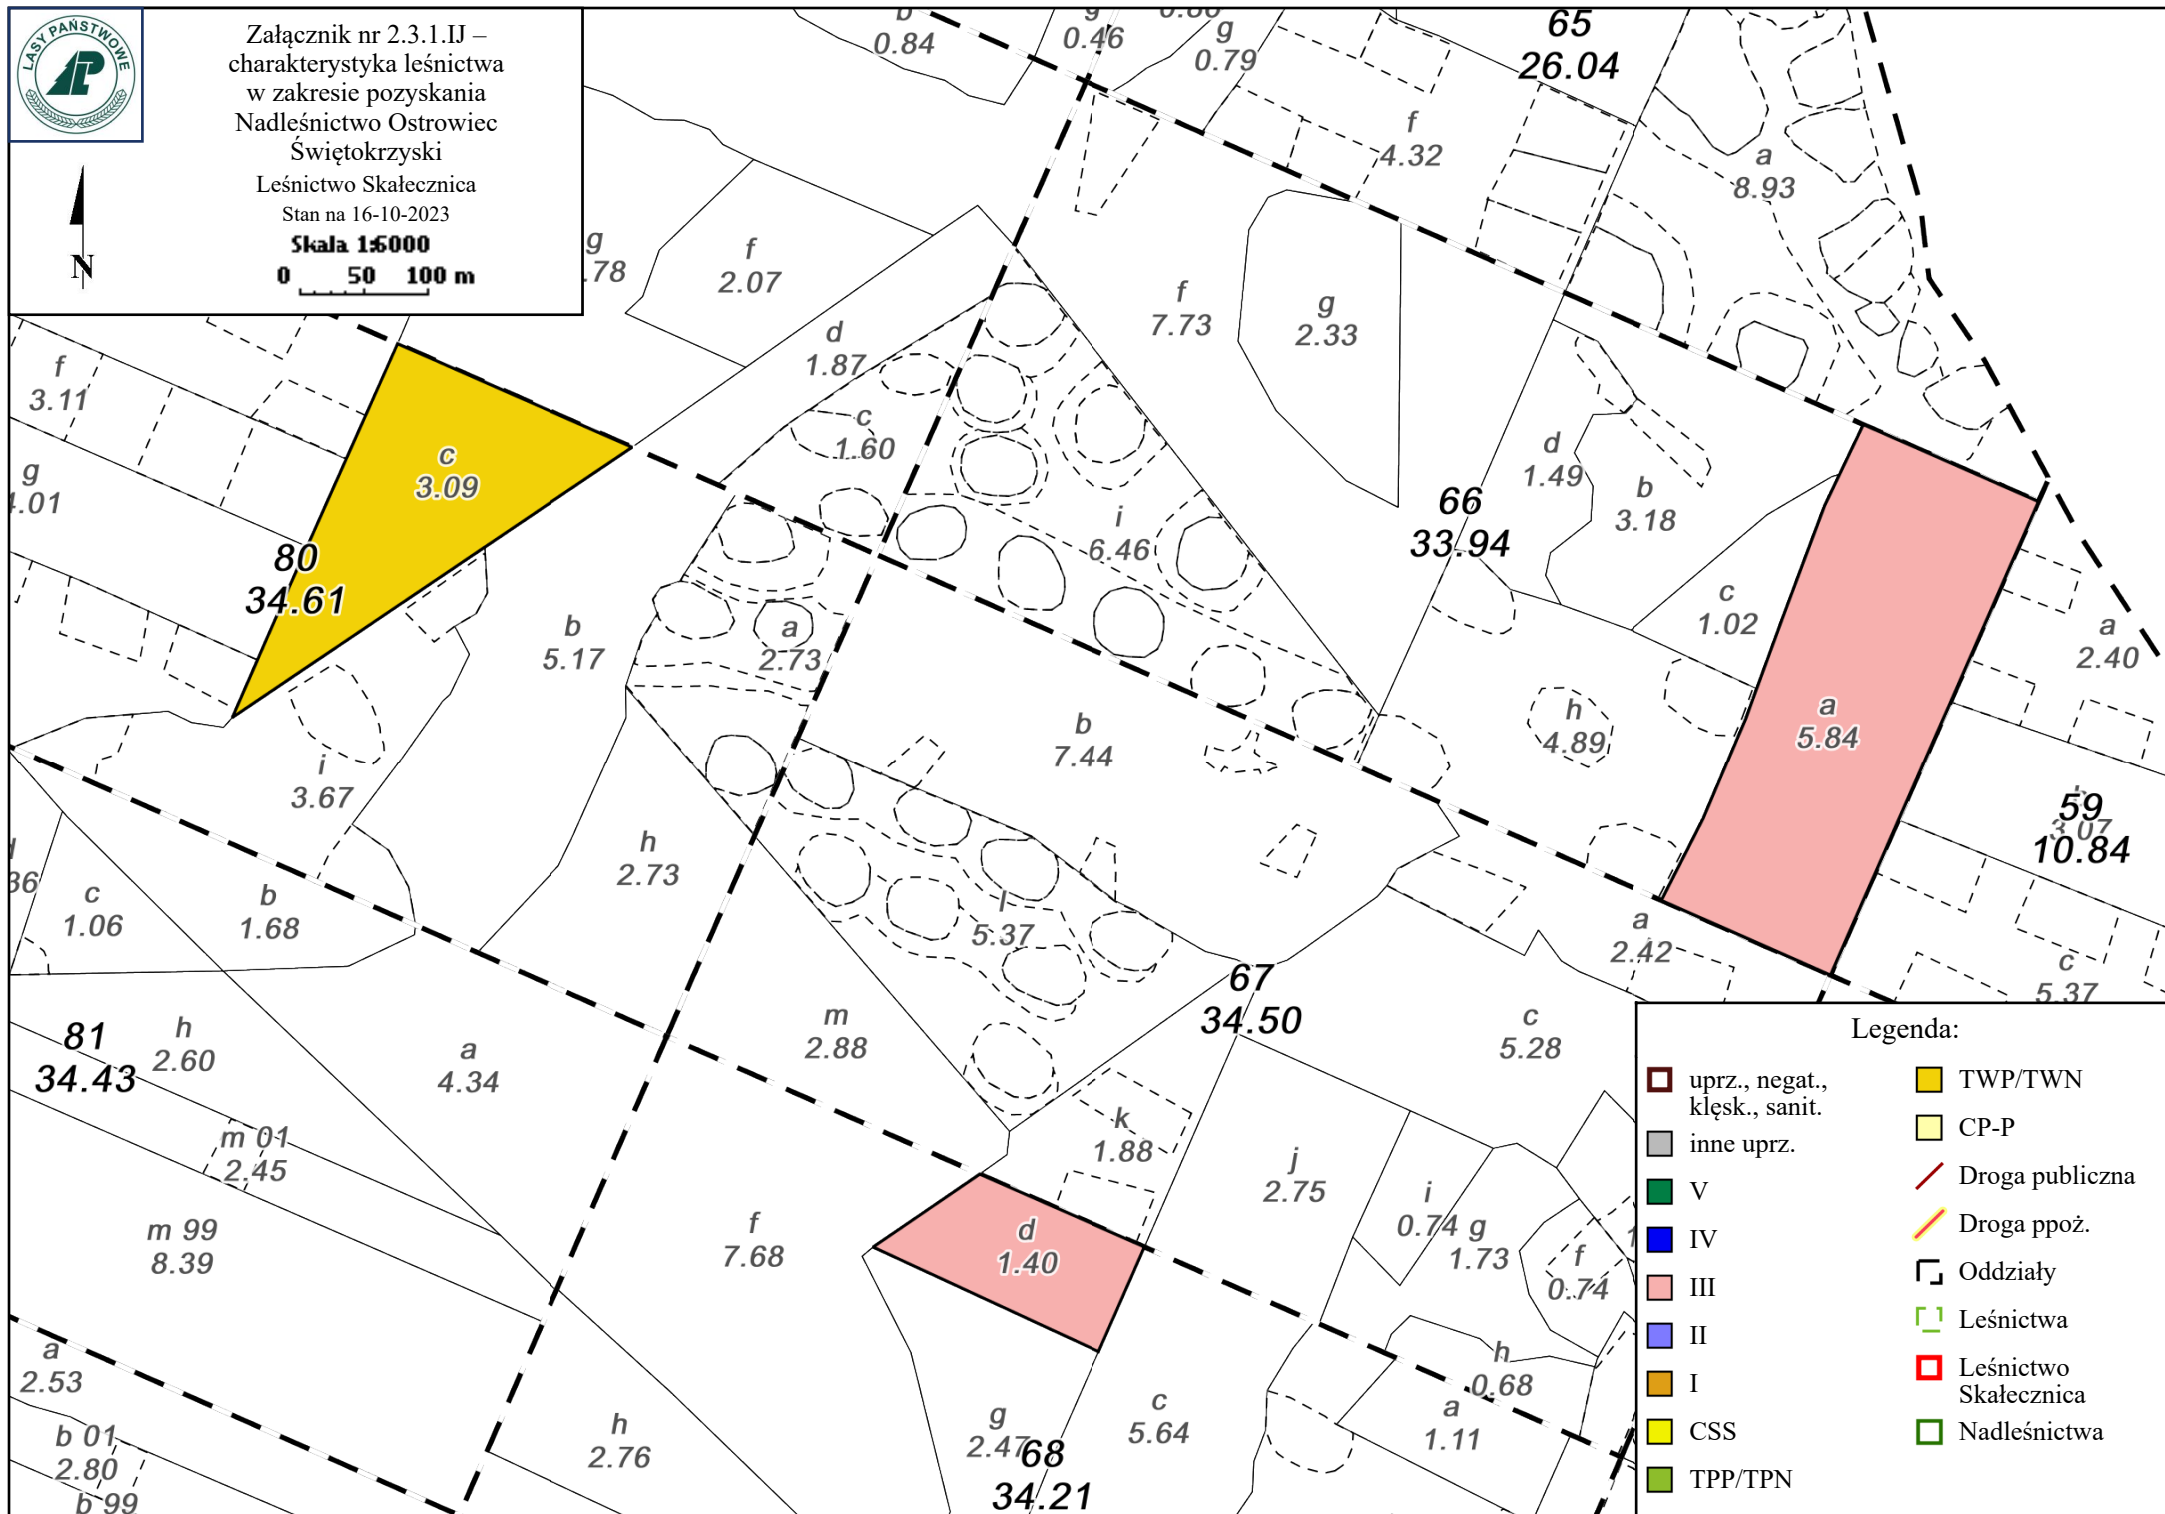 LASY PAŃSTWOWE
Załącznik nr 2.3.1.IJ –
charakterystyka leśnictwa
w zakresie pozyskania
Nadleśnictwo Ostrowiec
Świętokrzyski
Leśnictwo Skałecznica
Stan na 16-10-2023
Skala 1:6000
0 50 100 m
N
b
0.84
g
0.46
g
0.79
65
26.04
f
4.32
a
8.93
g
.78
f
2.07
d
1.87
f
7.73
g
2.33
f
3.11
g
c
3.09
c
1.60
80
34.61
i
6.46
66
33.94
d
1.49
b
3.18
c
1.02
a
2.40
b
5.17
a
2.73
b
7.44
h
4.89
a
5.84
i
3.67
59
10.84
3.07
h
2.73
c
1.06
b
1.68
l
5.37
a
2.42
c
5.37
67
34.50
81
34.43
h
2.60
a
4.34
m
2.88
c
5.28
k
1.88
m 01
2.45
j
2.75
i
0.74
g
1.73
f
0.74
m 99
8.39
f
7.68
d
1.40
a
2.53
h
0.68
a
1.11
b 01
2.80
b 99
h
2.76
g
2.47
68
34.21
c
5.64
Legenda:
uprz., negat.,
klęsk., sanit.
inne uprz.
V
IV
III
II
I
CSS
TPP/TPN
TWP/TWN
CP-P
Droga publiczna
Droga ppoż.
Oddziały
Leśnictwa
Leśnictwo
Skałecznica
Nadleśnictwa